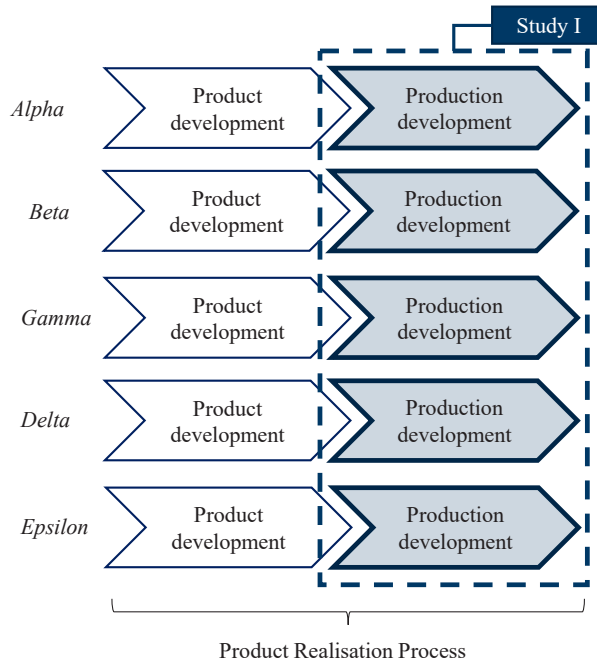 Study I
Alpha
Product
development
Production
development
Beta
Product
development
Production
development
Gamma
Product
development
Production
development
Delta
Product
development
Production
development
Epsilon
Product
development
Production
development
Product Realisation Process